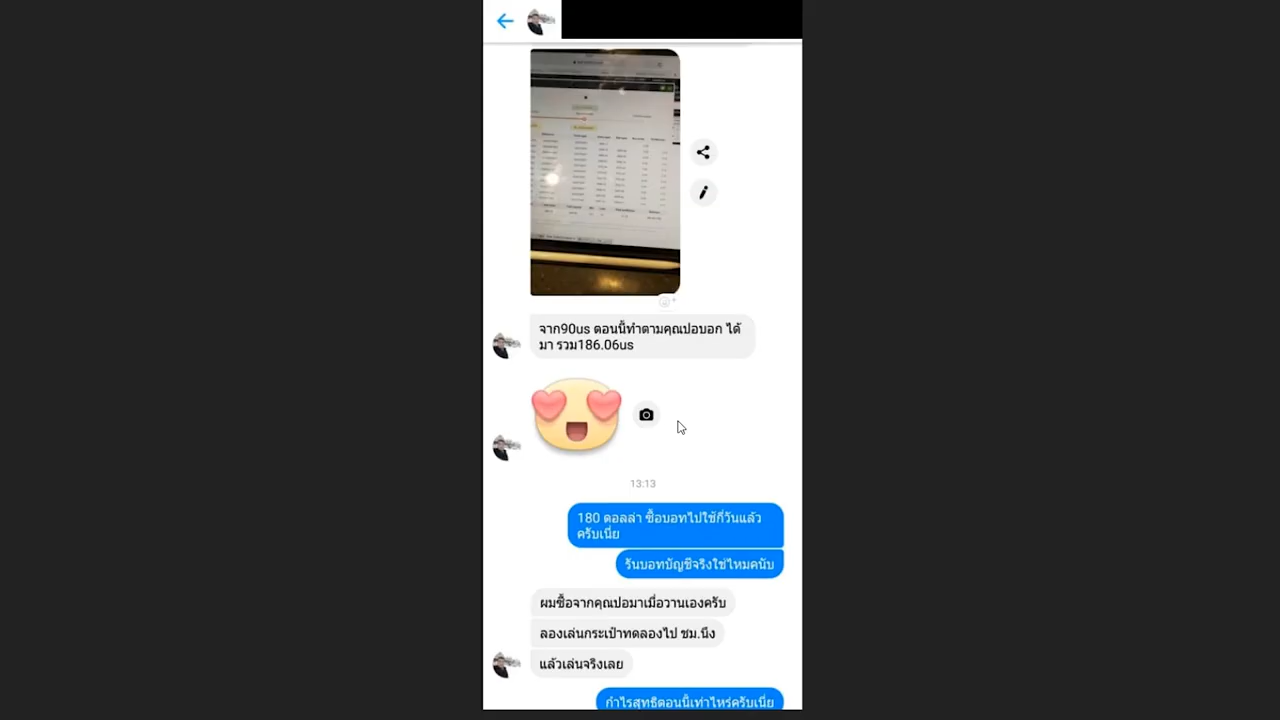 จาก90us ตอนนี้ทำตามคุณปอบอก ได้
มา รวม186.06us
13:13
180 ดอลล่า ซื้อบอทไปใช้กี่วันแล้ว
ครับเนี่ย
รันบอทบัญชีจริงใช่ไหมคนับ
ผมซื้อจากคุณปอมาเมื่อวานเองครับ
ลองเล่นกระเป๋าทดลองไป ชม.นึง
แล้วเล่นจริงเลย
กำไรสุทธิตอนนี้เท่าไหร่ครับเนี่ย